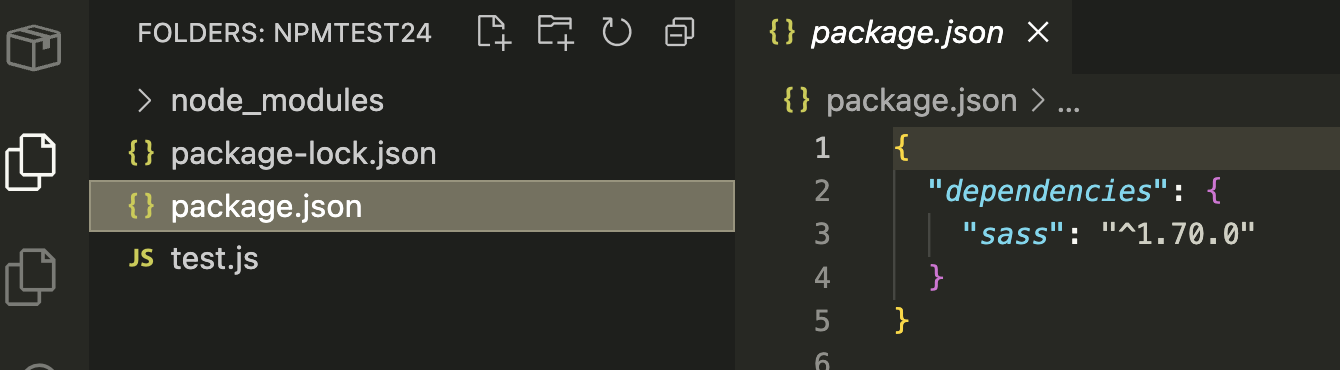 FOLDERS: NPMTEST24
node_modules
{} package-lock.json
{} package.json
JS test.js
{} package.json
{} package.json > ...
1 {
2 "dependencies": {
3 "sass": "^1.70.0"
4 }
5 }
6